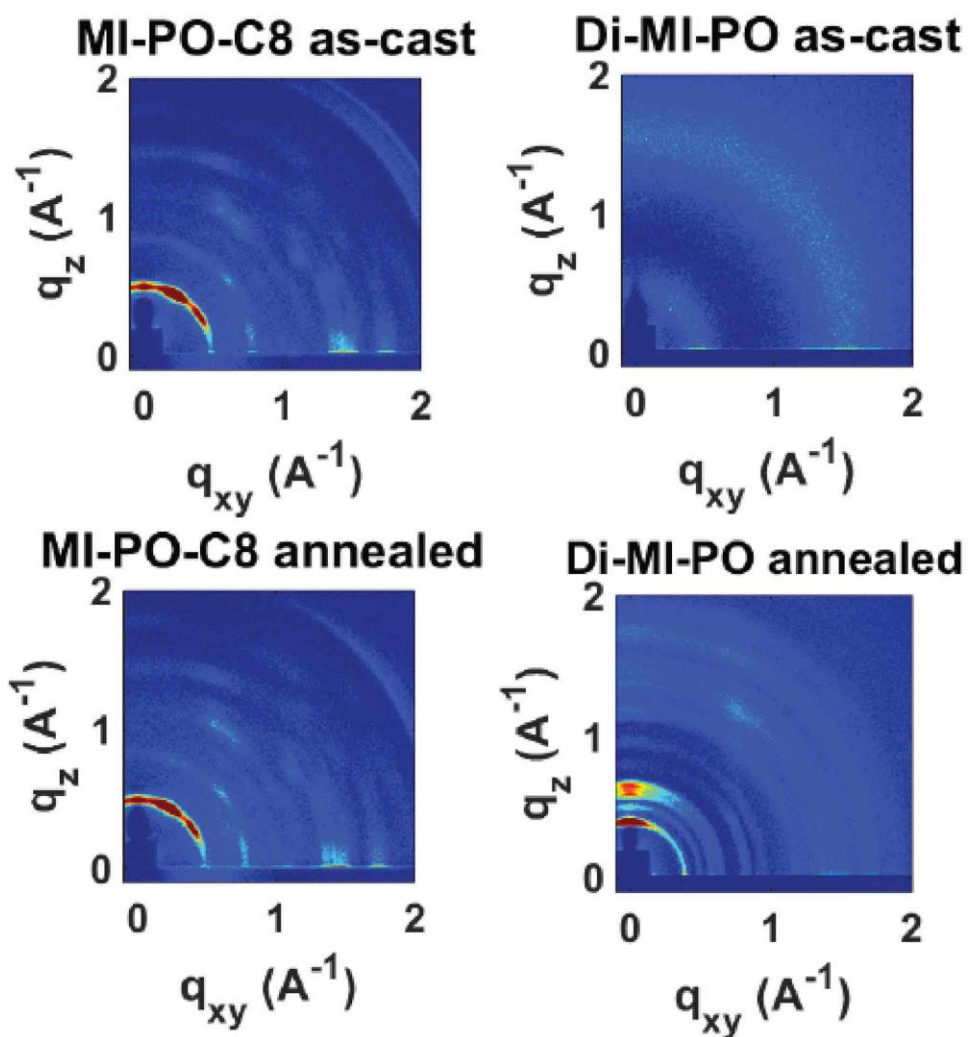 MI-PO-C8 as-cast
2
1
0
q_z (A^-1)
0 1 2
q_xy (A^-1)
Di-MI-PO as-cast
2
1
0
q_z (A^-1)
0 1 2
q_xy (A^-1)
MI-PO-C8 annealed
2
1
0
q_z (A^-1)
0 1 2
q_xy (A^-1)
Di-MI-PO annealed
2
1
0
q_z (A^-1)
0 1 2
q_xy (A^-1)